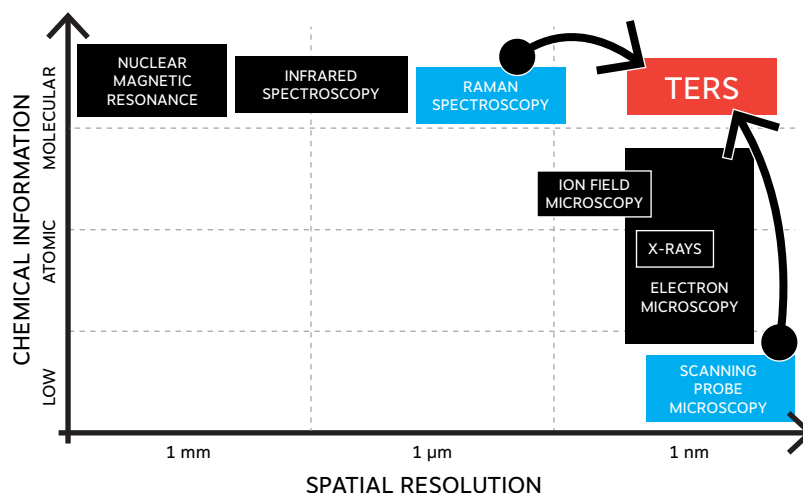 CHEMICAL INFORMATION
MOLECULAR
ATOMIC
LOW
NUCLEAR
MAGNETIC
RESONANCE
INFRARED
SPECTROSCOPY
RAMAN
SPECTROSCOPY
TERS
ION FIELD
MICROSCOPY
X-RAYS
ELECTRON
MICROSCOPY
SCANNING
PROBE
MICROSCOPY
1 mm
1 µm
1 nm
SPATIAL RESOLUTION